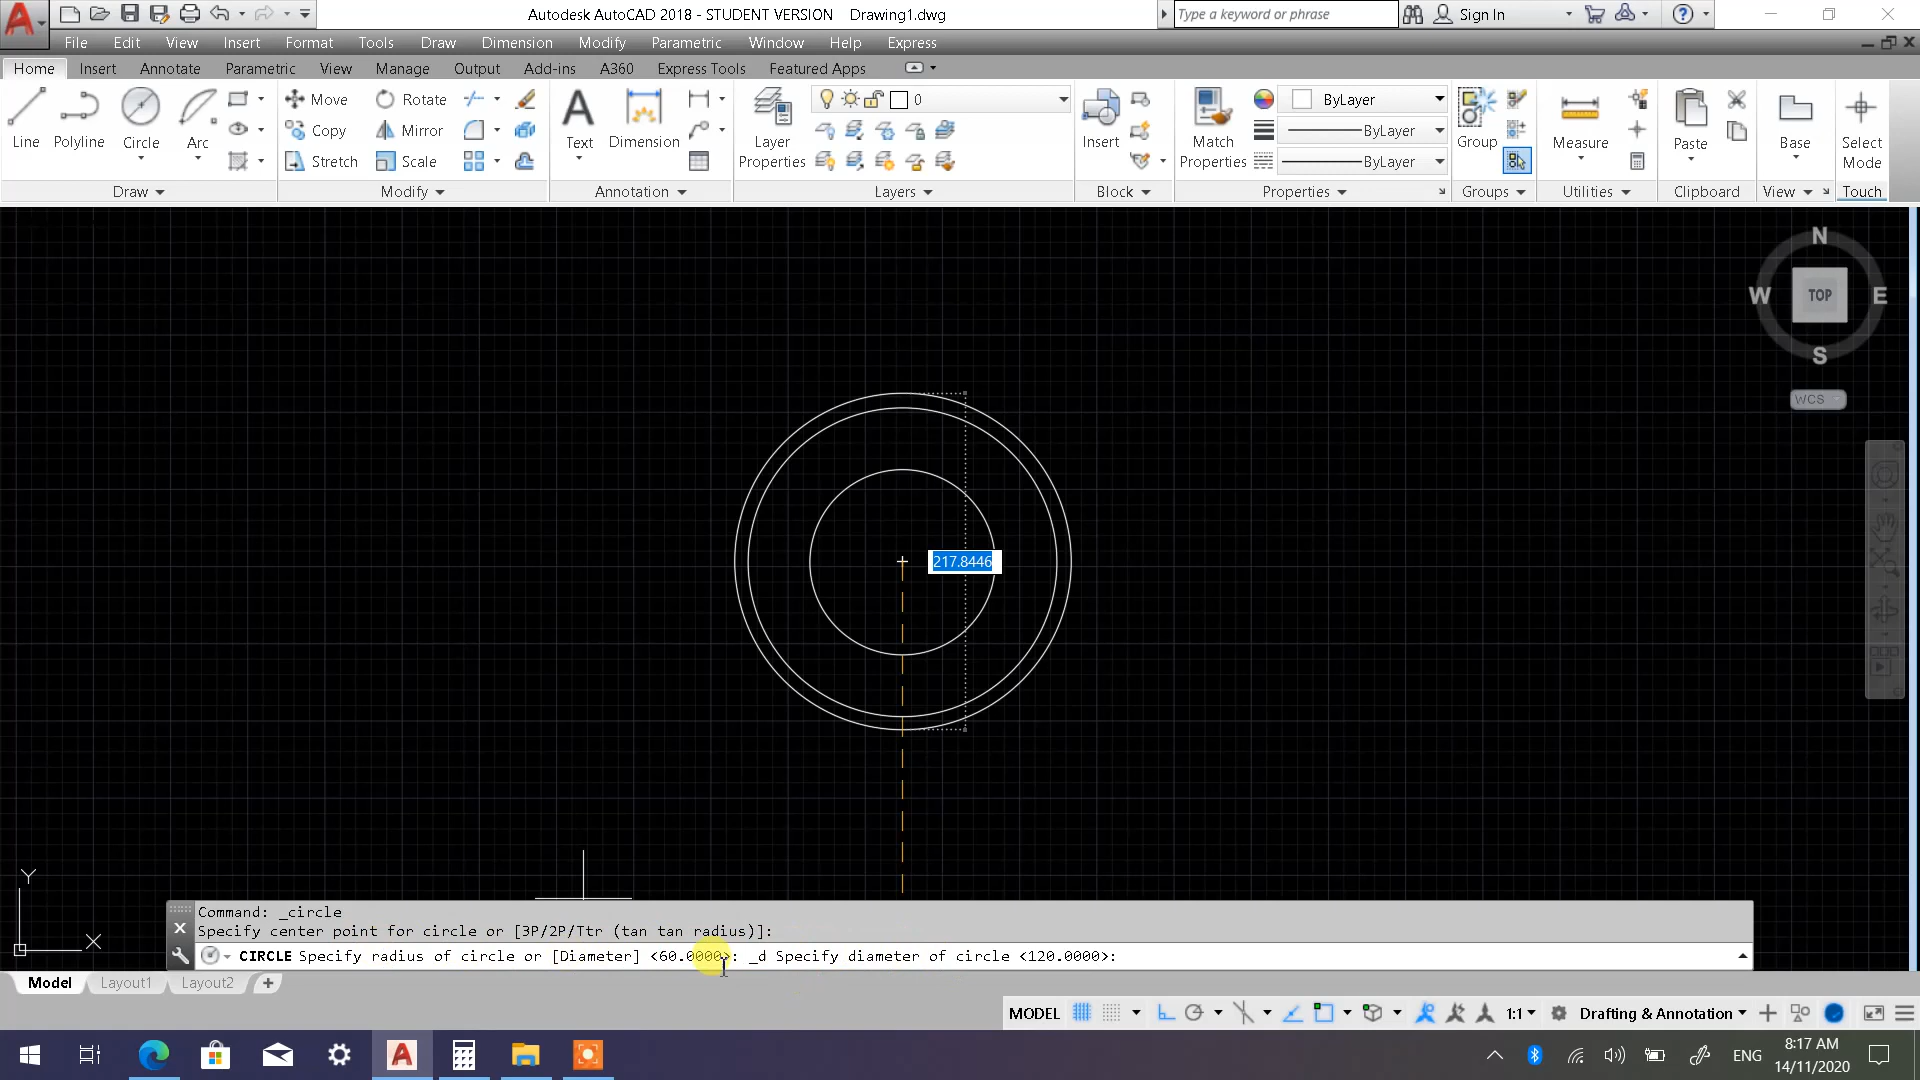 Autodesk AutoCAD 2018 - STUDENT VERSION Drawing1.dwg
Type a keyword or phrase
Sign In
File Edit View Insert Format Tools Draw Dimension Modify Parametric Window Help Express
Home Insert Annotate Parametric View Manage Output Add-ins A360 Express Tools Featured Apps
Line Polyline Circle Arc
Move Rotate
Copy Mirror
Stretch Scale
Text Dimension
Layer Properties
0
Insert
Match Properties
ByLayer
ByLayer
ByLayer
Group
Measure
Paste
Base
Select Mode
Draw Modify Annotation Layers Block Properties Groups Utilities Clipboard View Touch
N
W TOP E
S
WCS
217.8446
Y
X
Command: _circle
Specify center point for circle or [3P/2P/Ttr (tan tan radius)]:
CIRCLE Specify radius of circle or [Diameter] <60.0000>: _d Specify diameter of circle <120.0000>:
Model Layout1 Layout2 +
MODEL 1:1 Drafting & Annotation
ENG
8:17 AM
14/11/2020